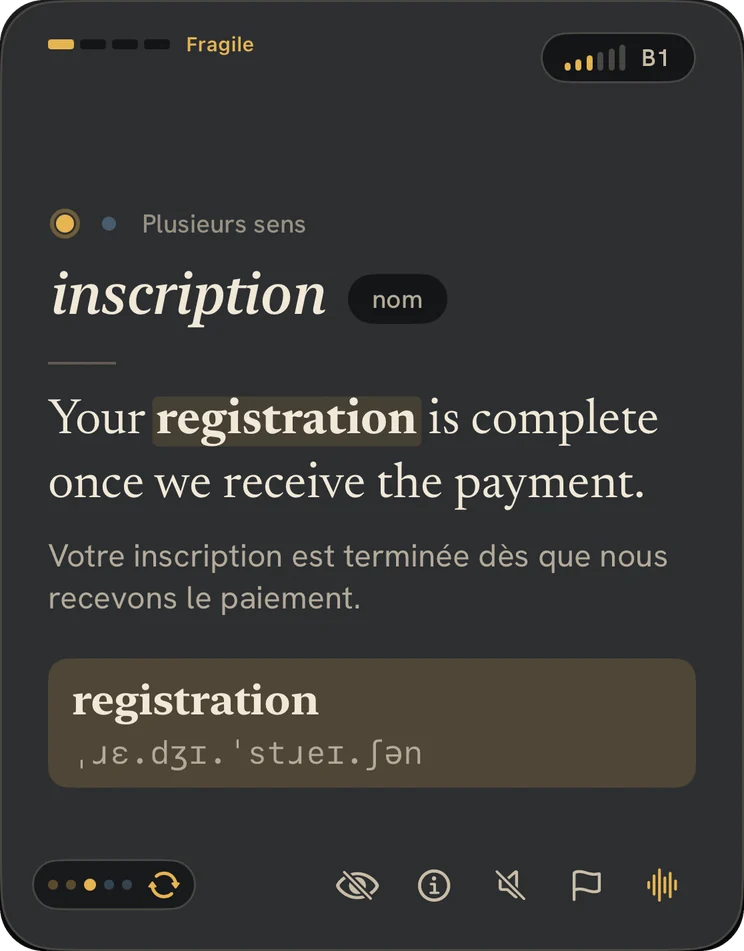 Fragile
B1
Plusieurs sens
inscription nom
Your registration is complete
once we receive the payment.
Votre inscription est terminée dès que nous
recevons le paiement.
registration
ˌɹɛ.dʒɪ.ˈstɹeɪ.ʃən